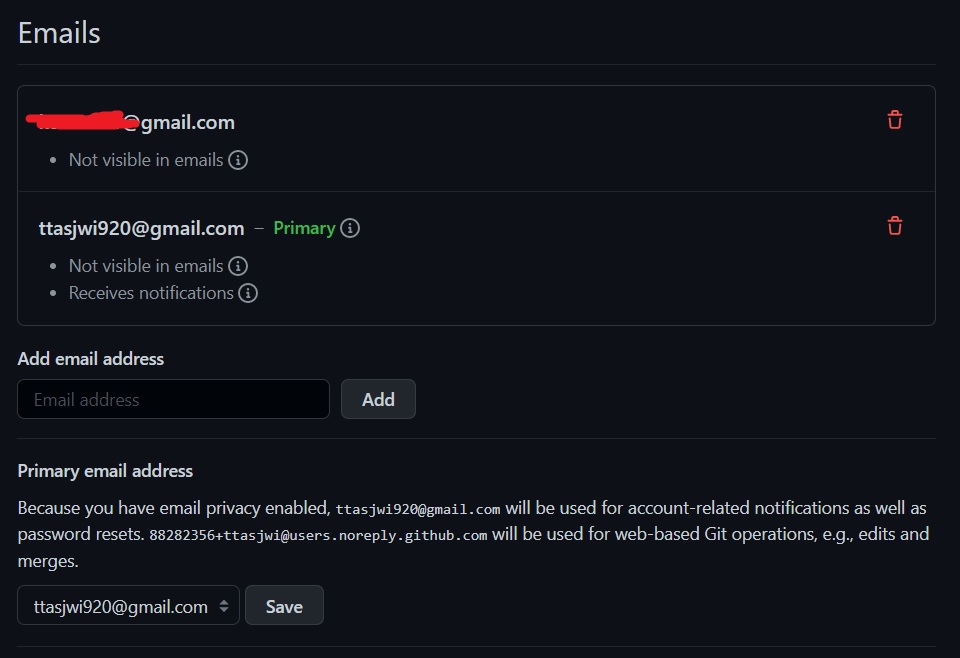 Emails
@gmail.com
Not visible in emails
ttasjwi920@gmail.com – Primary
Not visible in emails
Receives notifications
Add email address
Email address
Add
Primary email address
Because you have email privacy enabled, ttasjwi920@gmail.com will be used for account-related notifications as well as
password resets. 88282356+ttasjwi@users.noreply.github.com will be used for web-based Git operations, e.g., edits and
merges.
ttasjwi920@gmail.com
Save